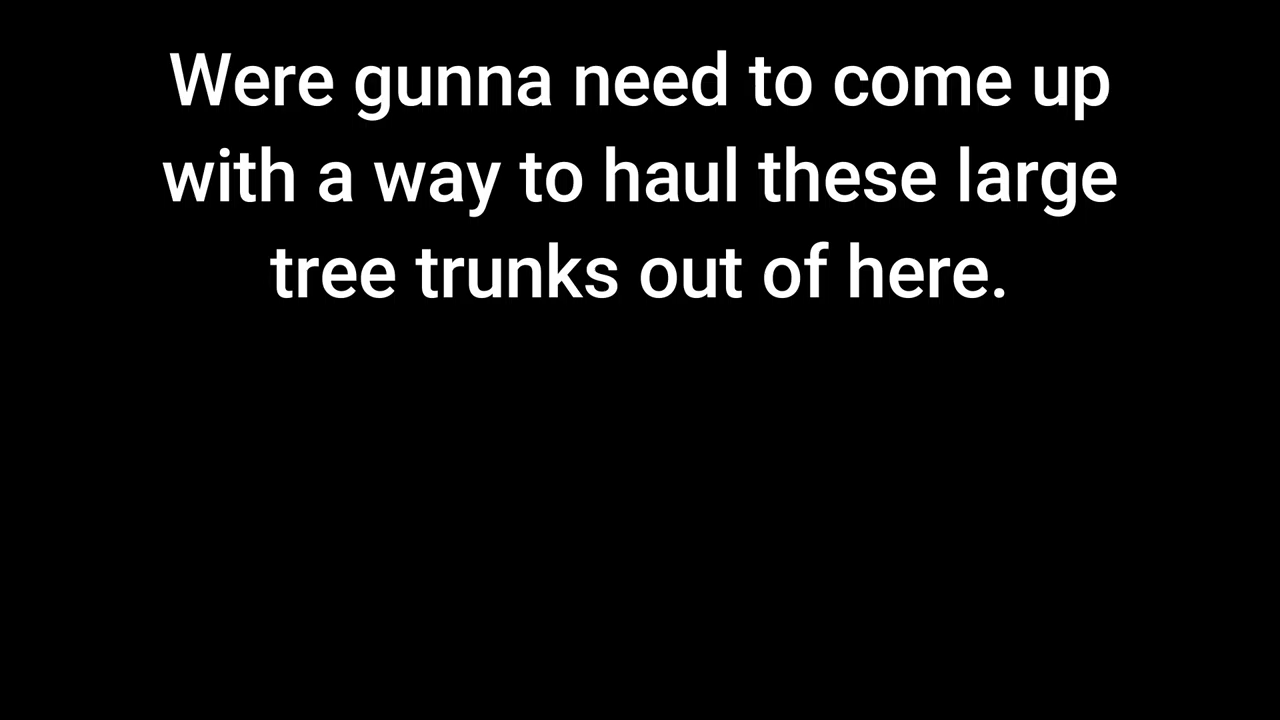 Were gunna need to come up
with a way to haul these large
tree trunks out of here.